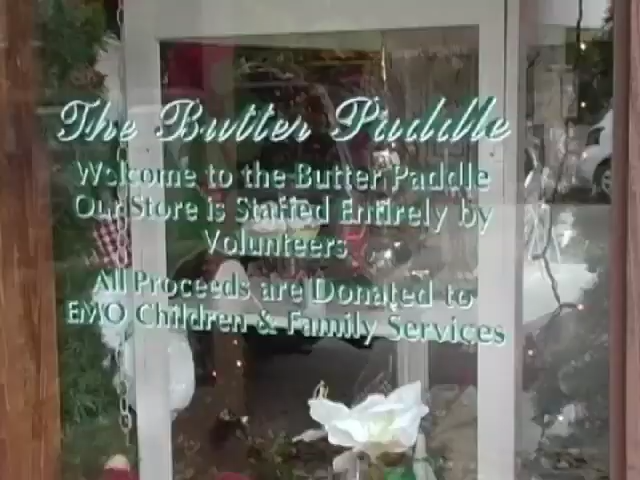 The Butter Paddle
Welcome to the Butter Paddle
Our Store is Staffed Entirely by
Volunteers
All Proceeds are Donated to
EMO Children & Family Services